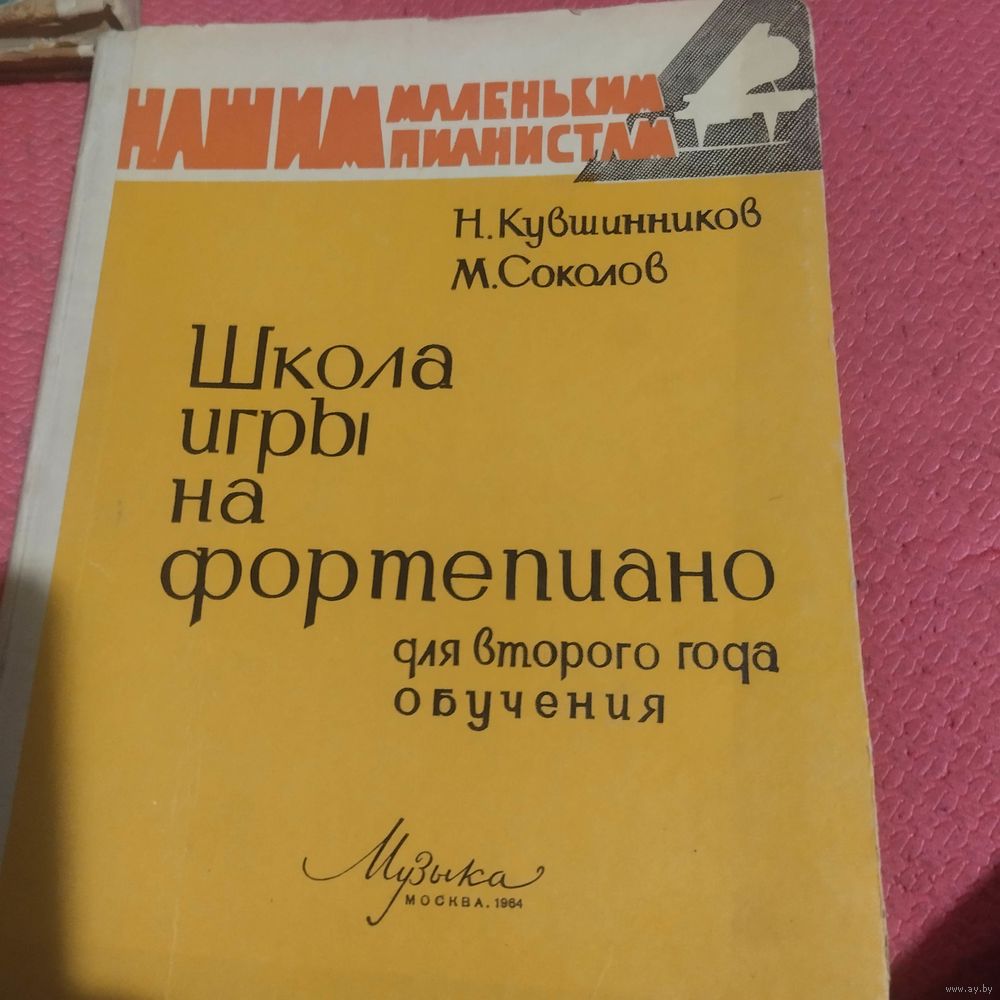 НАШИМ МАЛЕНЬКИМ
ПИАНИСТАМ
Н. Кувшинников
М. Соколов
Школа
игры
на
фортепиано
для второго года
обучения
Музыка
МОСКВА. 1964
www.ay.by